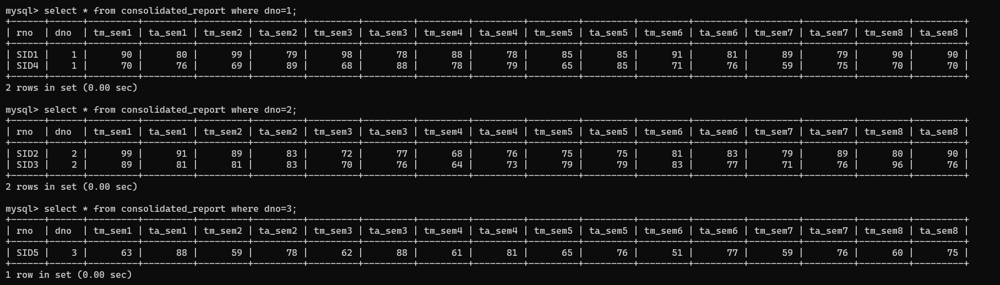 mysql> select * from consolidated_report where dno=1;
+------+------+---------+---------+---------+---------+---------+---------+---------+---------+---------+---------+---------+---------+---------+---------+---------+---------+
| rno  | dno  | tm_sem1 | ta_sem1 | tm_sem2 | ta_sem2 | tm_sem3 | ta_sem3 | tm_sem4 | ta_sem4 | tm_sem5 | ta_sem5 | tm_sem6 | ta_sem6 | tm_sem7 | ta_sem7 | tm_sem8 | ta_sem8 |
+------+------+---------+---------+---------+---------+---------+---------+---------+---------+---------+---------+---------+---------+---------+---------+---------+---------+
| SID1 |    1 |      90 |      80 |      99 |      79 |      98 |      78 |      88 |      78 |      85 |      85 |      91 |      81 |      89 |      79 |      90 |      90 |
| SID4 |    1 |      70 |      76 |      69 |      89 |      68 |      88 |      78 |      79 |      65 |      85 |      71 |      76 |      59 |      75 |      70 |      70 |
+------+------+---------+---------+---------+---------+---------+---------+---------+---------+---------+---------+---------+---------+---------+---------+---------+---------+
2 rows in set (0.00 sec)

mysql> select * from consolidated_report where dno=2;
+------+------+---------+---------+---------+---------+---------+---------+---------+---------+---------+---------+---------+---------+---------+---------+---------+---------+
| rno  | dno  | tm_sem1 | ta_sem1 | tm_sem2 | ta_sem2 | tm_sem3 | ta_sem3 | tm_sem4 | ta_sem4 | tm_sem5 | ta_sem5 | tm_sem6 | ta_sem6 | tm_sem7 | ta_sem7 | tm_sem8 | ta_sem8 |
+------+------+---------+---------+---------+---------+---------+---------+---------+---------+---------+---------+---------+---------+---------+---------+---------+---------+
| SID2 |    2 |      99 |      91 |      89 |      83 |      72 |      77 |      68 |      76 |      75 |      75 |      81 |      83 |      79 |      89 |      80 |      90 |
| SID3 |    2 |      89 |      81 |      81 |      83 |      70 |      76 |      64 |      73 |      79 |      79 |      83 |      77 |      71 |      76 |      96 |      76 |
+------+------+---------+---------+---------+---------+---------+---------+---------+---------+---------+---------+---------+---------+---------+---------+---------+---------+
2 rows in set (0.00 sec)

mysql> select * from consolidated_report where dno=3;
+------+------+---------+---------+---------+---------+---------+---------+---------+---------+---------+---------+---------+---------+---------+---------+---------+---------+
| rno  | dno  | tm_sem1 | ta_sem1 | tm_sem2 | ta_sem2 | tm_sem3 | ta_sem3 | tm_sem4 | ta_sem4 | tm_sem5 | ta_sem5 | tm_sem6 | ta_sem6 | tm_sem7 | ta_sem7 | tm_sem8 | ta_sem8 |
+------+------+---------+---------+---------+---------+---------+---------+---------+---------+---------+---------+---------+---------+---------+---------+---------+---------+
| SID5 |    3 |      63 |      88 |      59 |      78 |      62 |      88 |      61 |      81 |      65 |      76 |      51 |      77 |      59 |      76 |      60 |      75 |
+------+------+---------+---------+---------+---------+---------+---------+---------+---------+---------+---------+---------+---------+---------+---------+---------+---------+
1 row in set (0.00 sec)